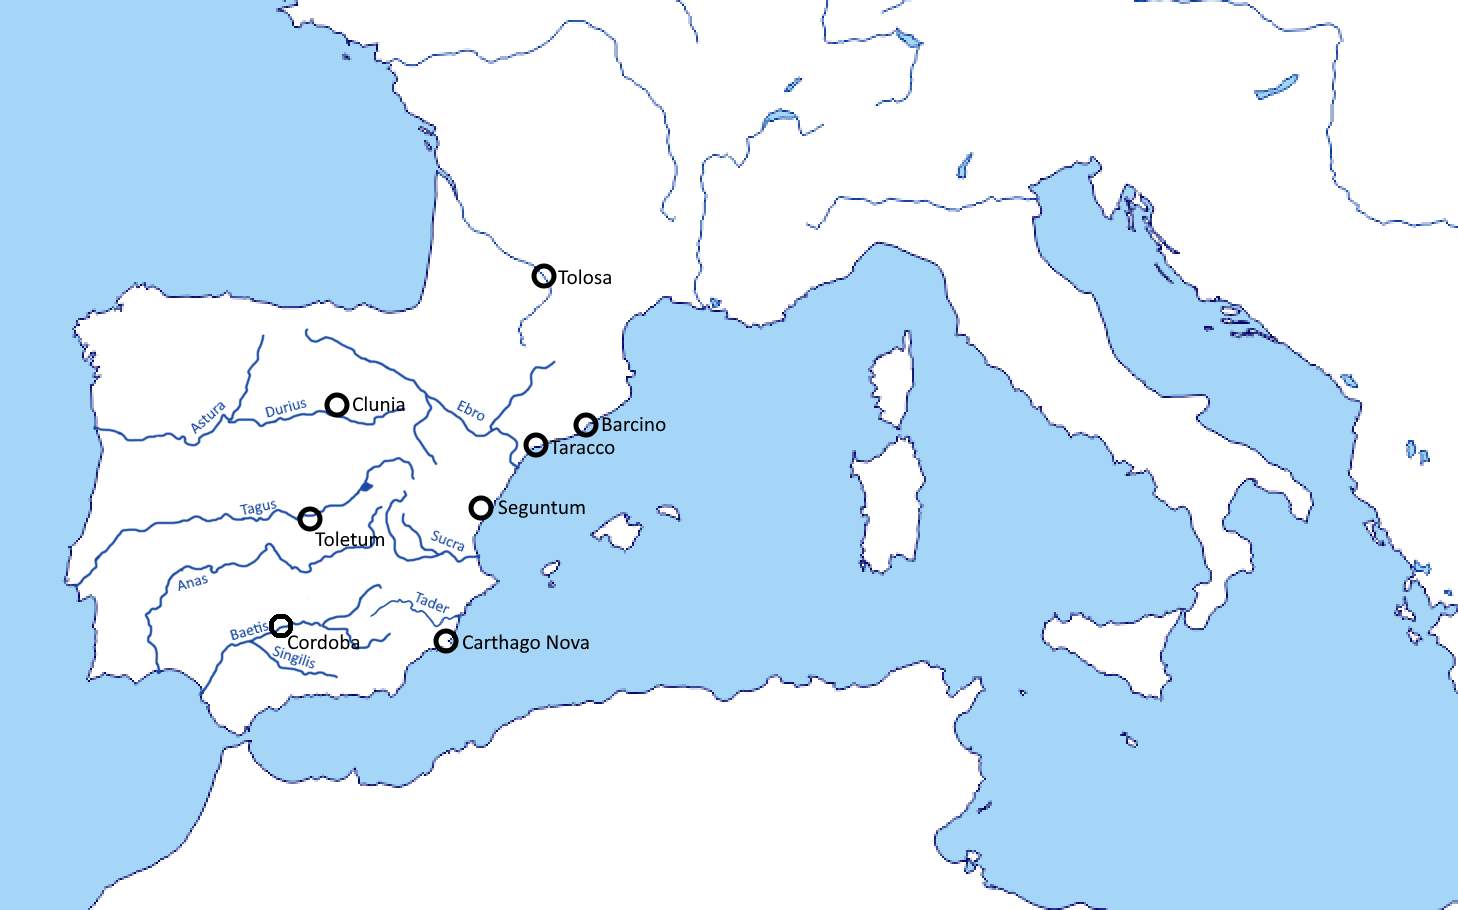 Tolosa
Astura
Durius
Clunia
Ebro
Barcino
Taracco
Tagus
Seguntum
Toletum
Sucra
Anas
Tader
Baetis
Cordoba
Carthago Nova
Singilis